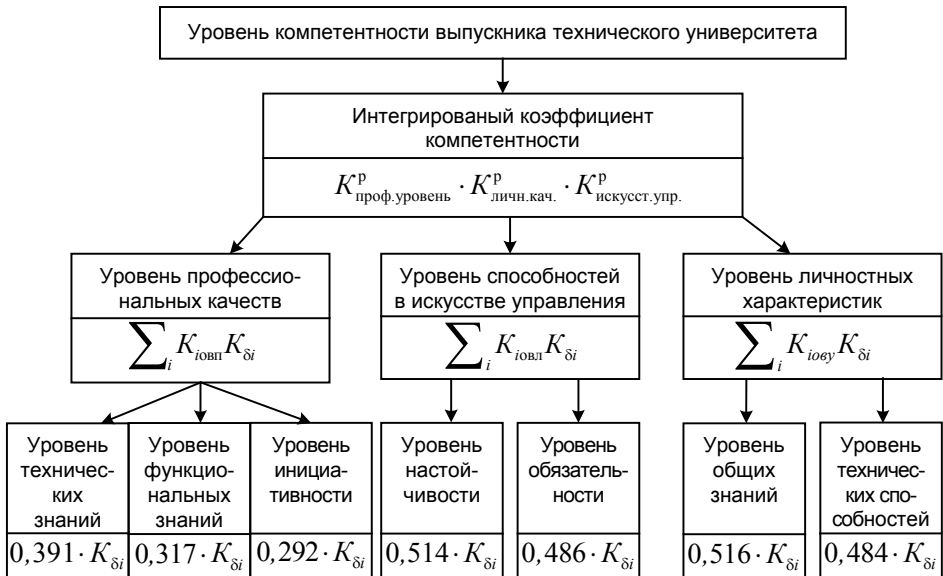 Уровень компетентности выпускника технического университета
Интегрированый коэффициент
компетентности
K^р_проф.уровень · K^р_личн.кач. · K^р_искусст.упр.
Уровень профессио-
нальных качеств
∑_i K_iовп K_δi
Уровень способностей
в искусстве управления
∑_i K_iовл K_δi
Уровень личностных
характеристик
∑_i K_iову K_δi
Уровень
техничес-
ких
знаний
0,391 · K_δi
Уровень
функцио-
нальных
знаний
0,317 · K_δi
Уровень
инициа-
тивности
0,292 · K_δi
Уровень
настой-
чивости
0,514 · K_δi
Уровень
обязатель-
ности
0,486 · K_δi
Уровень
общих
знаний
0,516 · K_δi
Уровень
техничес-
ких спо-
собностей
0,484 · K_δi